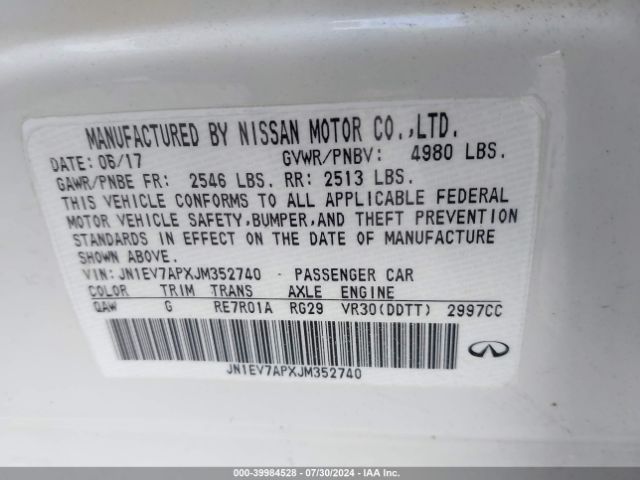 MANUFACTURED BY NISSAN MOTOR CO.,LTD.
DATE: 06/17 GVWR/PNBV: 4980 LBS.
GAWR/PNBE FR: 2546 LBS. RR: 2513 LBS.
THIS VEHICLE CONFORMS TO ALL APPLICABLE FEDERAL
MOTOR VEHICLE SAFETY,BUMPER,AND THEFT PREVENTION
STANDARDS IN EFFECT ON THE DATE OF MANUFACTURE
SHOWN ABOVE.
VIN: JN1EV7APXJM352740 · PASSENGER CAR
COLOR TRIM TRANS AXLE ENGINE
QAW G RE7R01A RG29 VR30(DDTT) 2997CC
JN1EV7APXJM352740
INFINITI
000-39984528 - 07/30/2024 - IAA Inc.